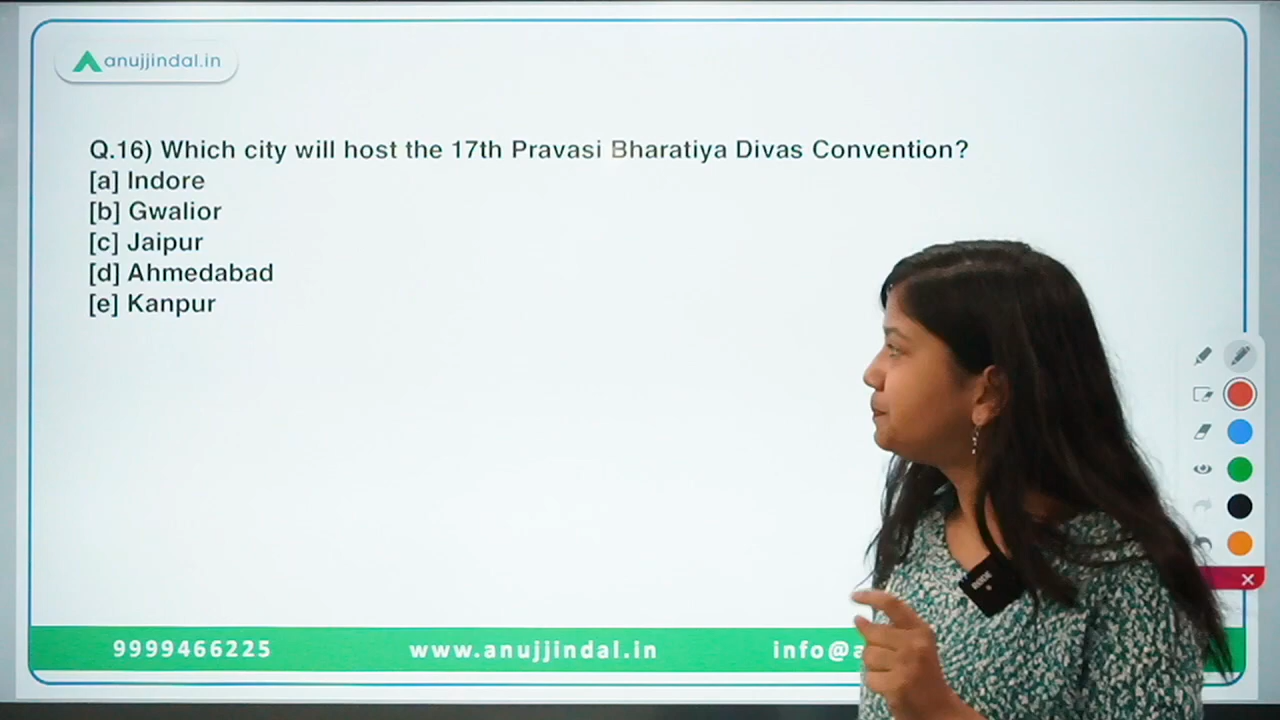 anujjindal.in
Q.16) Which city will host the 17th Pravasi Bharatiya Divas Convention?
[a] Indore
[b] Gwalior
[c] Jaipur
[d] Ahmedabad
[e] Kanpur
9999466225 www.anujjindal.in info@a